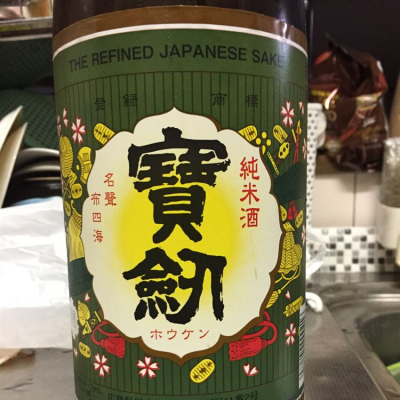 THE REFINED JAPANESE SAKE
登録 商標
寶劔
純米酒
名聲
布四海
ホウケン